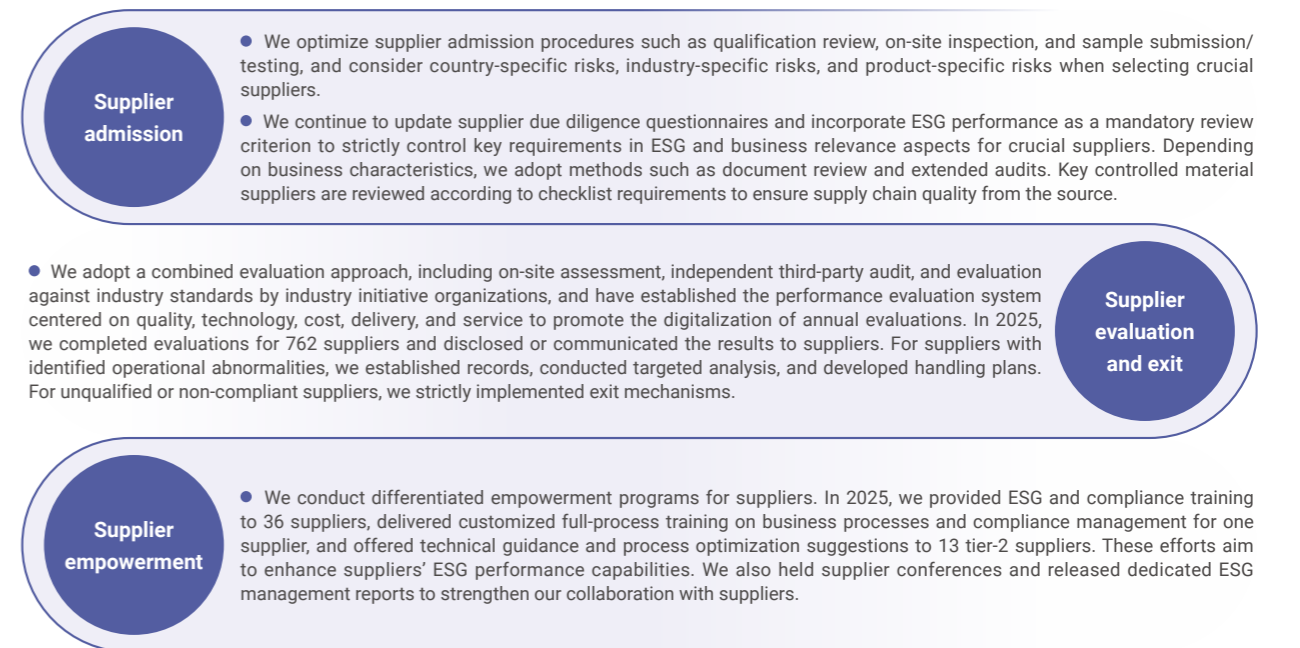 Supplier
admission
● We optimize supplier admission procedures such as qualification review, on-site inspection, and sample submission/
testing, and consider country-specific risks, industry-specific risks, and product-specific risks when selecting crucial
suppliers.
● We continue to update supplier due diligence questionnaires and incorporate ESG performance as a mandatory review
criterion to strictly control key requirements in ESG and business relevance aspects for crucial suppliers. Depending
on business characteristics, we adopt methods such as document review and extended audits. Key controlled material
suppliers are reviewed according to checklist requirements to ensure supply chain quality from the source.
● We adopt a combined evaluation approach, including on-site assessment, independent third-party audit, and evaluation
against industry standards by industry initiative organizations, and have established the performance evaluation system
centered on quality, technology, cost, delivery, and service to promote the digitalization of annual evaluations. In 2025,
we completed evaluations for 762 suppliers and disclosed or communicated the results to suppliers. For suppliers with
identified operational abnormalities, we established records, conducted targeted analysis, and developed handling plans.
For unqualified or non-compliant suppliers, we strictly implemented exit mechanisms.
Supplier
evaluation
and exit
Supplier
empowerment
● We conduct differentiated empowerment programs for suppliers. In 2025, we provided ESG and compliance training
to 36 suppliers, delivered customized full-process training on business processes and compliance management for one
supplier, and offered technical guidance and process optimization suggestions to 13 tier-2 suppliers. These efforts aim
to enhance suppliers’ ESG performance capabilities. We also held supplier conferences and released dedicated ESG
management reports to strengthen our collaboration with suppliers.